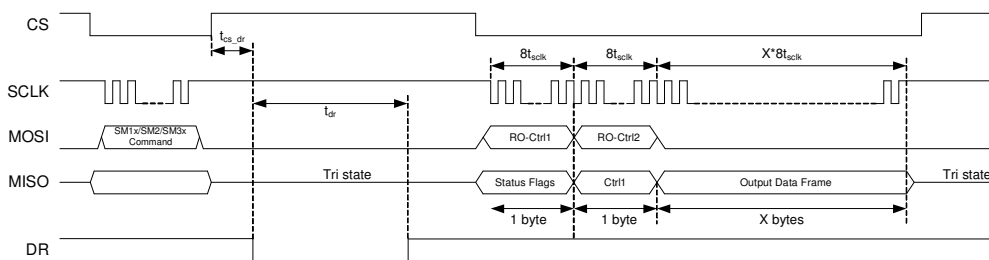 CS
t_cs_dr
8t_sclk 8t_sclk X*8t_sclk
SCLK
t_dr
MOSI
SM1x/SM2/SM3x
Command
RO-Ctrl1 RO-Ctrl2
MISO
Tri state
Status Flags Ctrl1 Output Data Frame
Tri state
1 byte 1 byte X bytes
DR